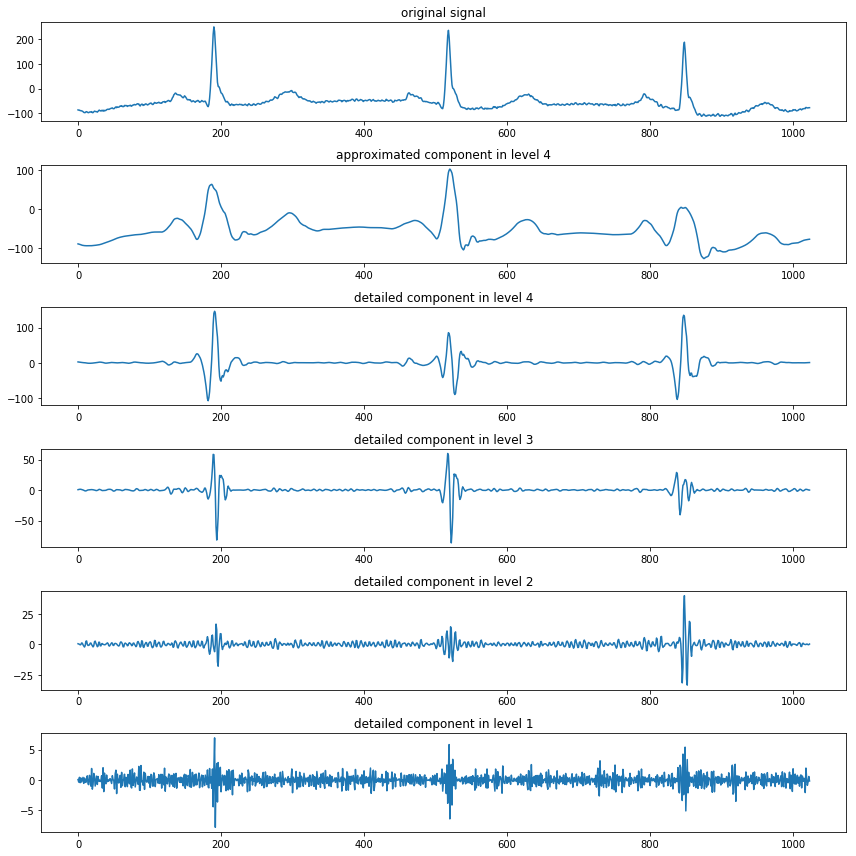 original signal
200
100
0
−100
0 200 400 600 800 1000
approximated component in level 4
100
0
−100
0 200 400 600 800 1000
detailed component in level 4
100
0
−100
0 200 400 600 800 1000
detailed component in level 3
50
0
−50
0 200 400 600 800 1000
detailed component in level 2
25
0
−25
0 200 400 600 800 1000
detailed component in level 1
5
0
−5
0 200 400 600 800 1000